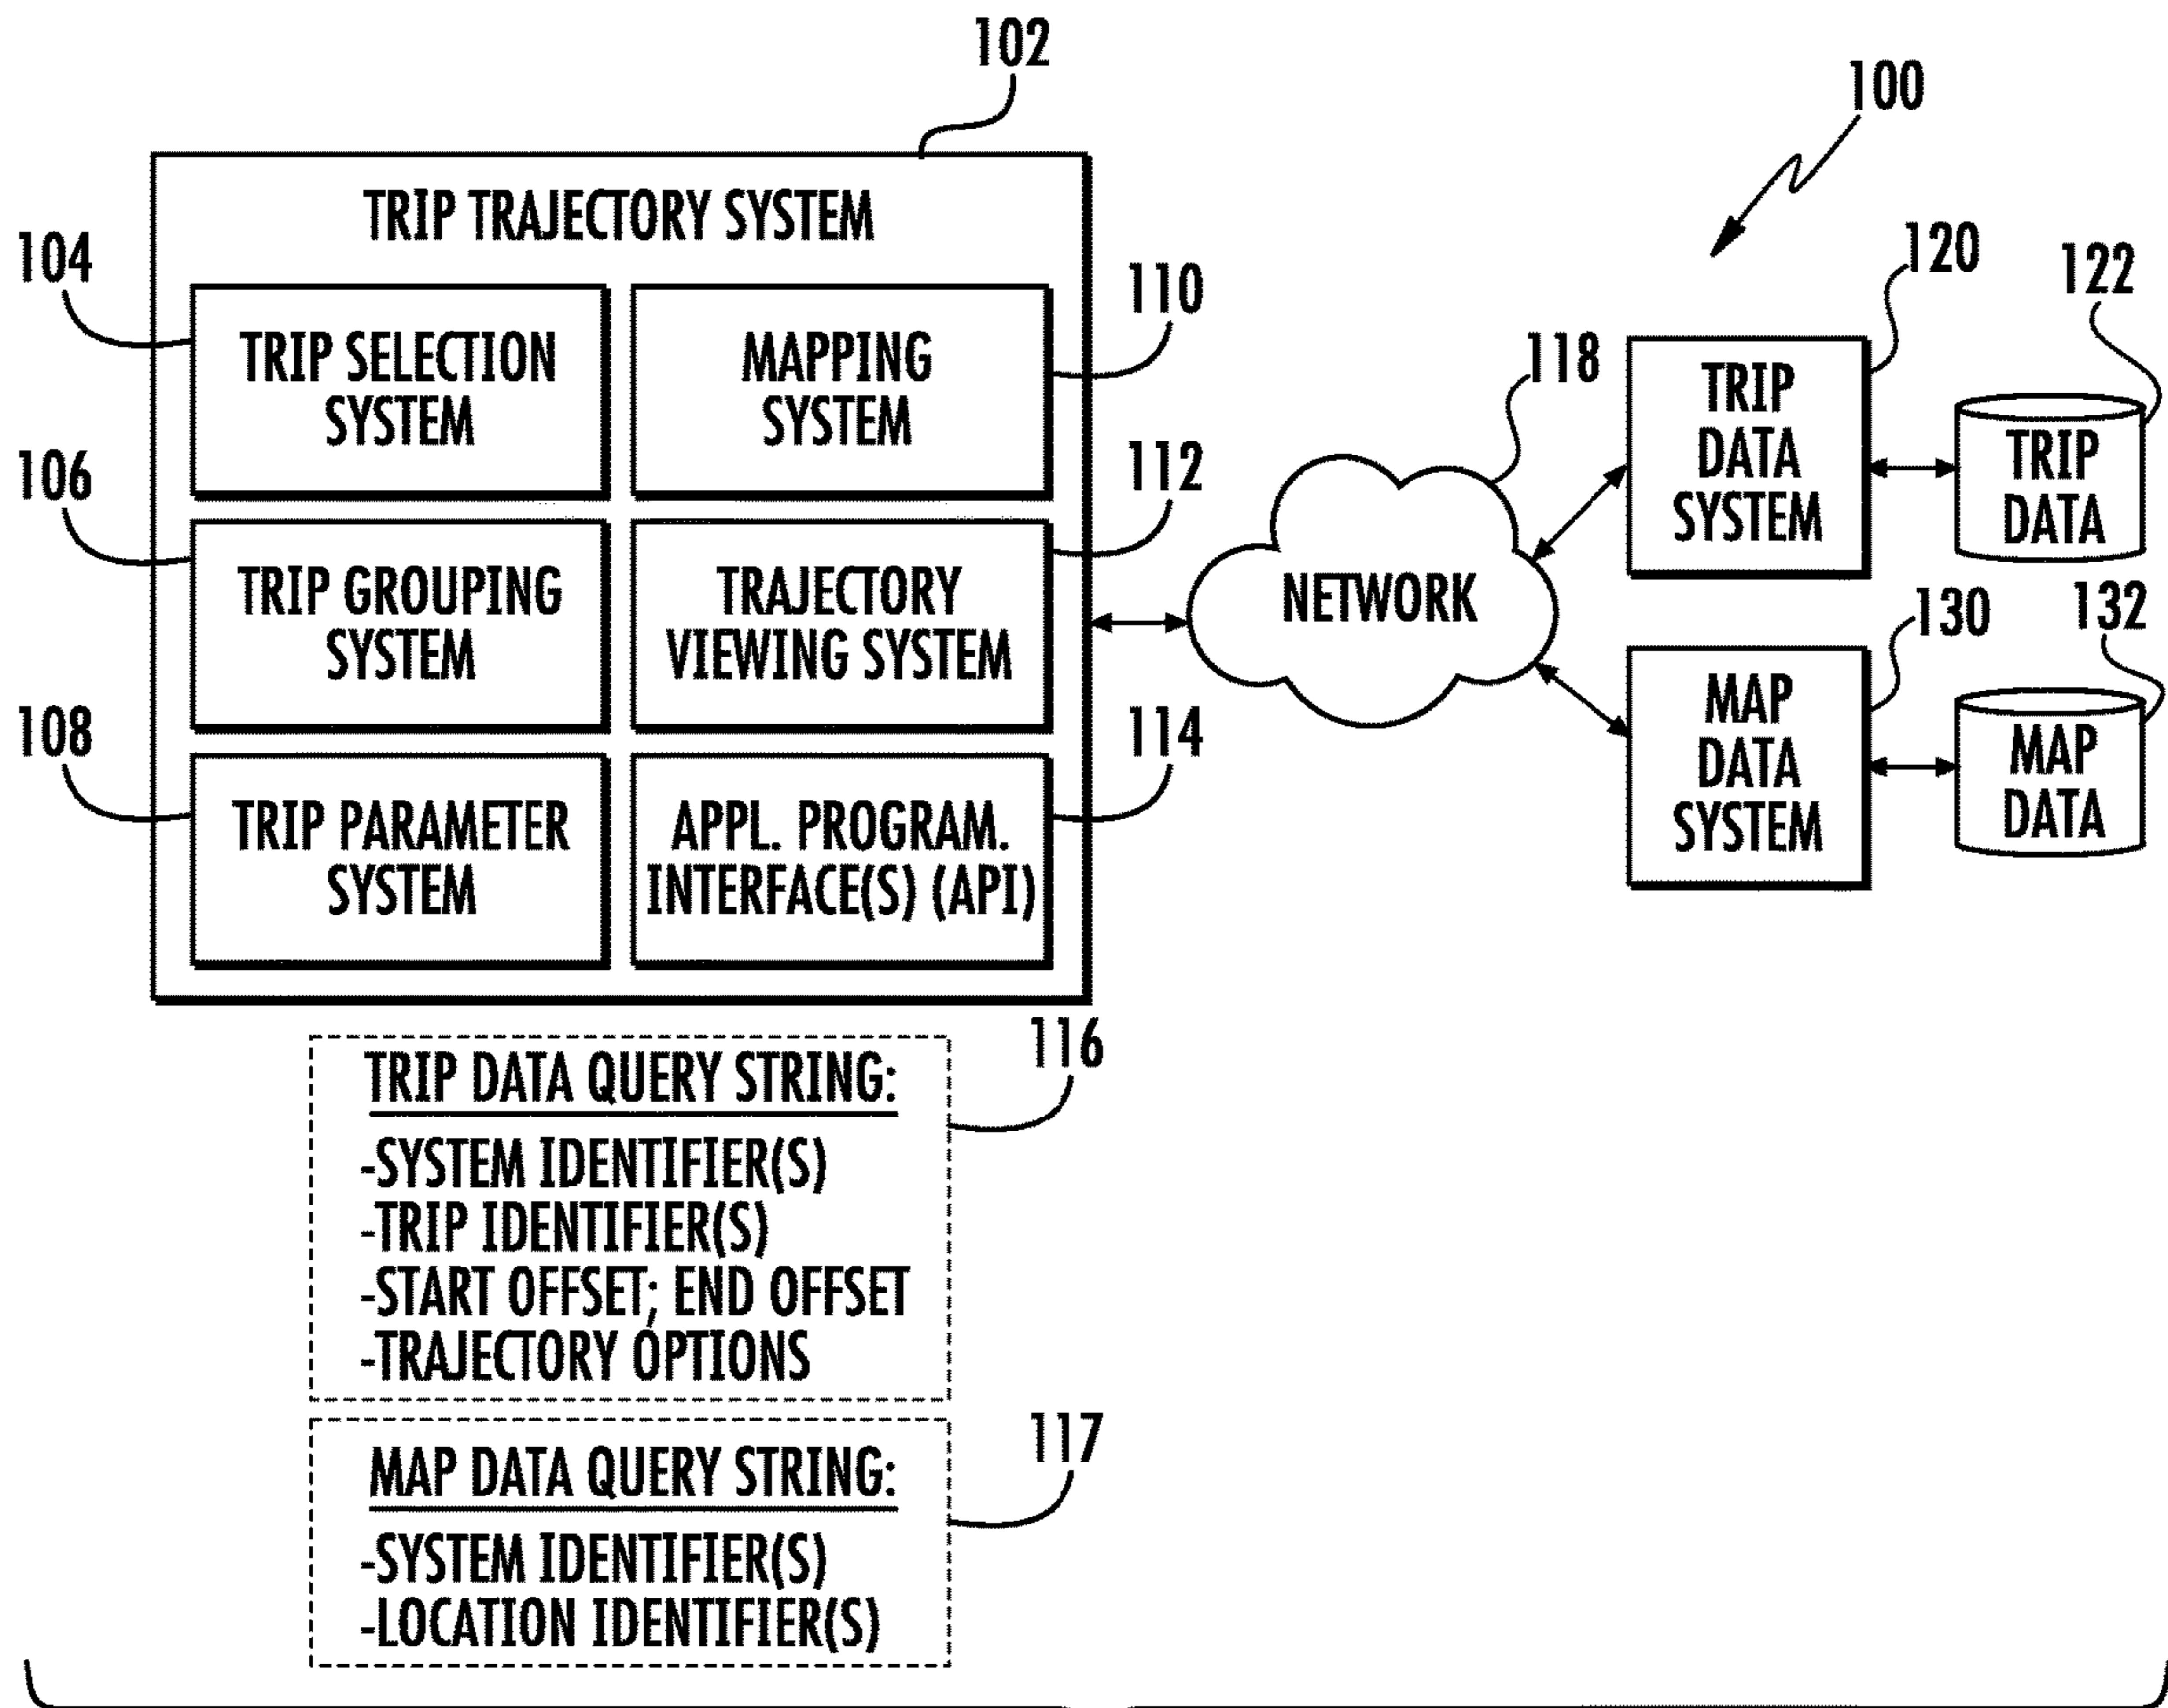 102
100
TRIP TRAJECTORY SYSTEM
104
TRIP SELECTION
SYSTEM
110
MAPPING
SYSTEM
106
TRIP GROUPING
SYSTEM
112
TRAJECTORY
VIEWING SYSTEM
108
TRIP PARAMETER
SYSTEM
114
APPL. PROGRAM.
INTERFACE(S) (API)
118
NETWORK
120
TRIP
DATA
SYSTEM
122
TRIP
DATA
130
MAP
DATA
SYSTEM
132
MAP
DATA
116
TRIP DATA QUERY STRING:
-SYSTEM IDENTIFIER(S)
-TRIP IDENTIFIER(S)
-START OFFSET; END OFFSET
-TRAJECTORY OPTIONS
117
MAP DATA QUERY STRING:
-SYSTEM IDENTIFIER(S)
-LOCATION IDENTIFIER(S)